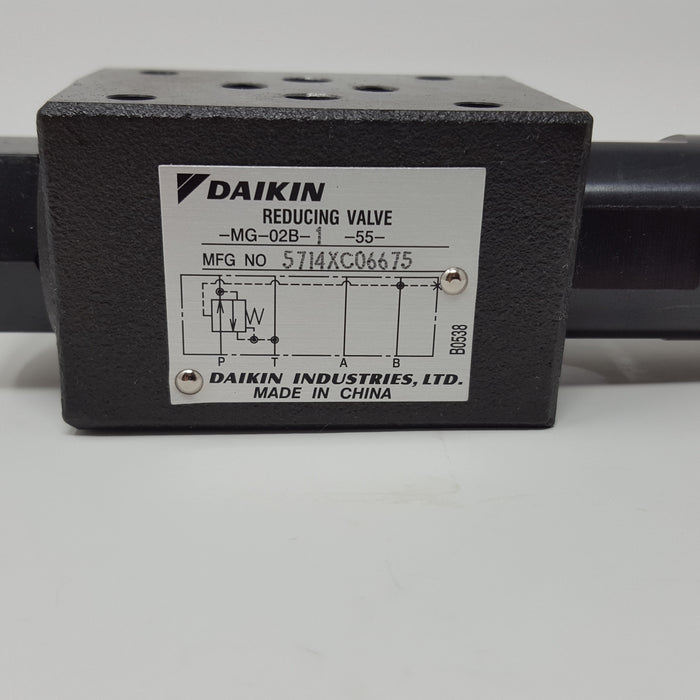 DAIKIN
REDUCING VALVE
-MG-02B-1 -55-
MFG NO 5714XC06675
P T A B
B0538
DAIKIN INDUSTRIES, LTD.
MADE IN CHINA